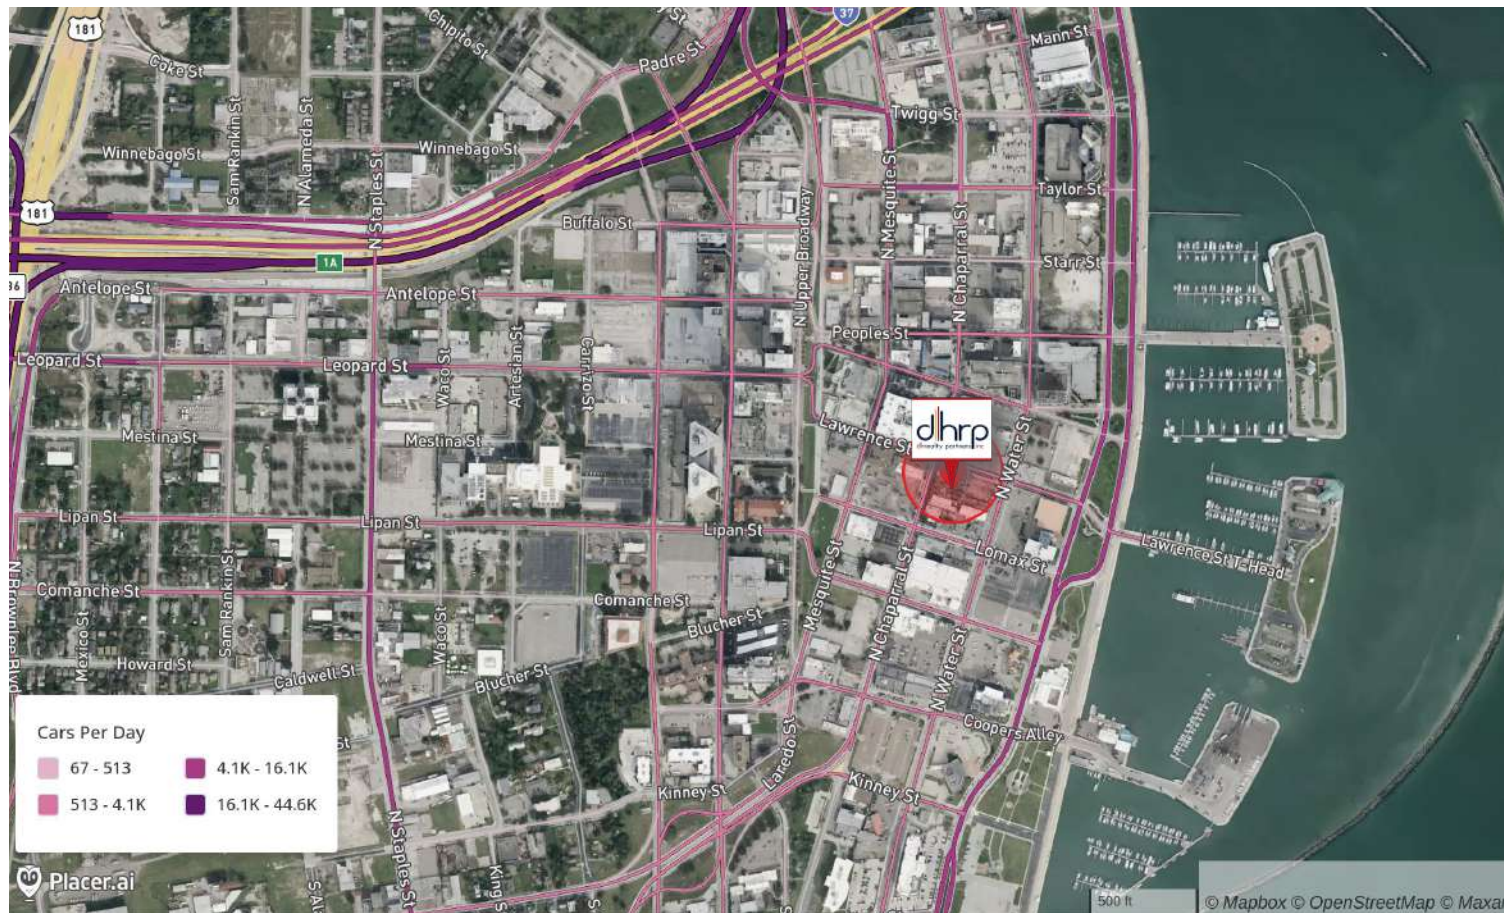 181
37
Chipito St
Padre St
Mann St
Coke St
Sam Rankin St
N Alameda St
Twigg St
Winnebago St
Winnebago St
N Staples St
N Mesquite St
Taylor St
181
Buffalo St
N Upper Broadway
N Chaparral St
1A
Starr St
Antelope St
Antelope St
Peoples St
Leopard St
Leopard St
Waco St
Artesian St
Carrizo St
dhrp
Lawrence St
N Water St
Mestina St
Mestina St
Lipan St
Lipan St
Lipan St
Lomax St
Lawrence St T-Head
N Brownlee Blvd
Comanche St
Comanche St
Sam Rankin St
Mexico St
Waco St
Blucher St
Mesquite St
N Chaparral St
Howard St
Caldwell St
Blucher St
N Water St
Coopers Alley
Laredo St
Kinney St
Kinney St
N Staples St
Cars Per Day
67 - 513
4.1K - 16.1K
513 - 4.1K
16.1K - 44.6K
Placer.ai
500 ft
© Mapbox © OpenStreetMap © Maxar